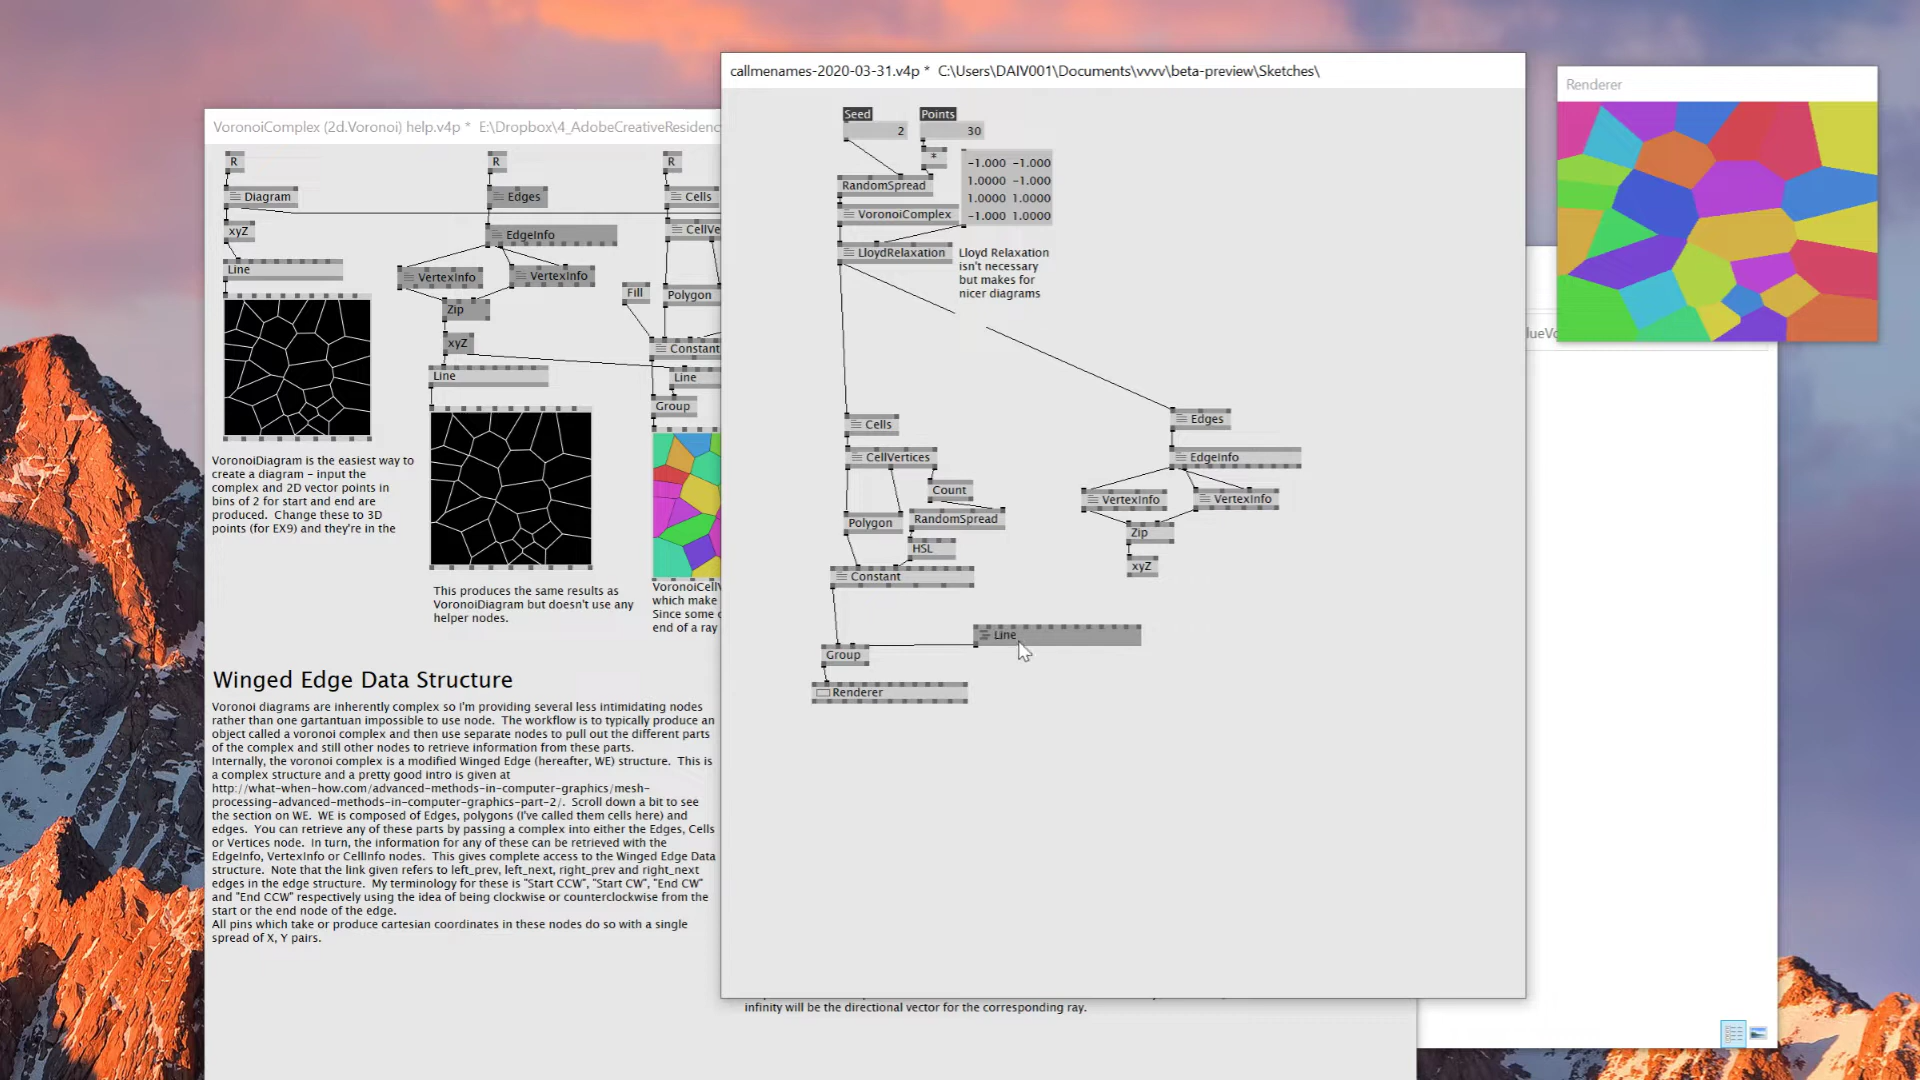 VoronoiComplex (2d.Voronoi) help.v4p * E:\Dropbox\4_AdobeCreativeResidenc
R
R
R
Diagram
Edges
Cells
xyZ
EdgeInfo
CellVe
Line
VertexInfo
VertexInfo
Fill
Polygon
Zip
xyZ
Constant
Line
Line
Group
VoronoiDiagram is the easiest way to
create a diagram - input the
complex and 2D vector points in
bins of 2 for start and end are
produced. Change these to 3D
points (for EX9) and they're in the
This produces the same results as
VoronoiDiagram but doesn't use any
helper nodes.
VoronoiCellV
which make
Since some c
end of a ray
Winged Edge Data Structure
Voronoi diagrams are inherently complex so I'm providing several less intimidating nodes
rather than one gartantuan impossible to use node. The workflow is to typically produce an
object called a voronoi complex and then use separate nodes to pull out the different parts
of the complex and still other nodes to retrieve information from these parts.
Internally, the voronoi complex is a modified Winged Edge (hereafter, WE) structure. This is
a complex structure and a pretty good intro is given at
http://what-when-how.com/advanced-methods-in-computer-graphics/mesh-
processing-advanced-methods-in-computer-graphics-part-2/. Scroll down a bit to see
the section on WE. WE is composed of Edges, polygons (I've called them cells here) and
edges. You can retrieve any of these parts by passing a complex into either the Edges, Cells
or Vertices node. In turn, the information for any of these can be retrieved with the
EdgeInfo, VertexInfo or CellInfo nodes. This gives complete access to the Winged Edge Data
structure. Note that the link given refers to left_prev, left_next, right_prev and right_next
edges in the edge structure. My terminology for these is "Start CCW", "Start CW", "End CW"
and "End CCW" respectively using the idea of being clockwise or counterclockwise from the
start or the end node of the edge.
All pins which take or produce cartesian coordinates in these nodes do so with a single
spread of X, Y pairs.
callmenames-2020-03-31.v4p * C:\Users\DAIV001\Documents\vvvv\beta-preview\Sketches\
Seed
Points
2
30
*
-1.000 -1.000
1.0000 -1.000
1.0000 1.0000
-1.000 1.0000
RandomSpread
VoronoiComplex
LloydRelaxation
Lloyd Relaxation
isn't necessary
but makes for
nicer diagrams
Cells
Edges
CellVertices
EdgeInfo
Count
VertexInfo
VertexInfo
Polygon
RandomSpread
Zip
HSL
xyZ
Constant
Line
Group
Renderer
infinity will be the directional vector for the corresponding ray.
Renderer